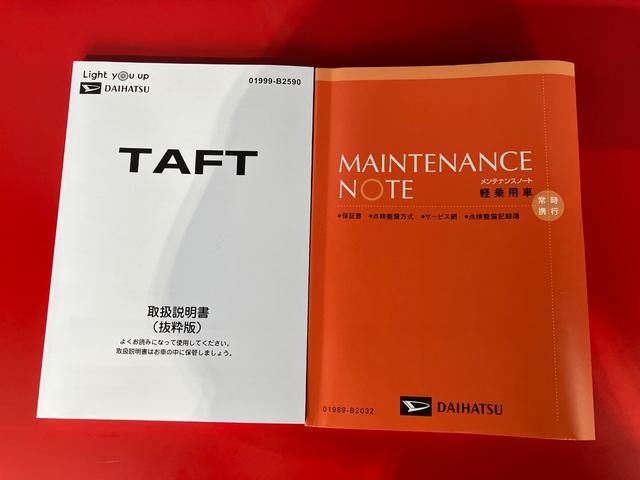 Light you up
DAIHATSU
01999-B2590
TAFT
取扱説明書
（抜粋版）
よくお読みになって使用してください。
取扱説明書はお車の中に保管しましょう。
MAINTENANCE
NOTE
メンテナンスノート
軽乗用車
常時
携行
●保証書 ●点検整備方式 ●サービス網 ●点検整備記録簿
01989-B2032
DAIHATSU